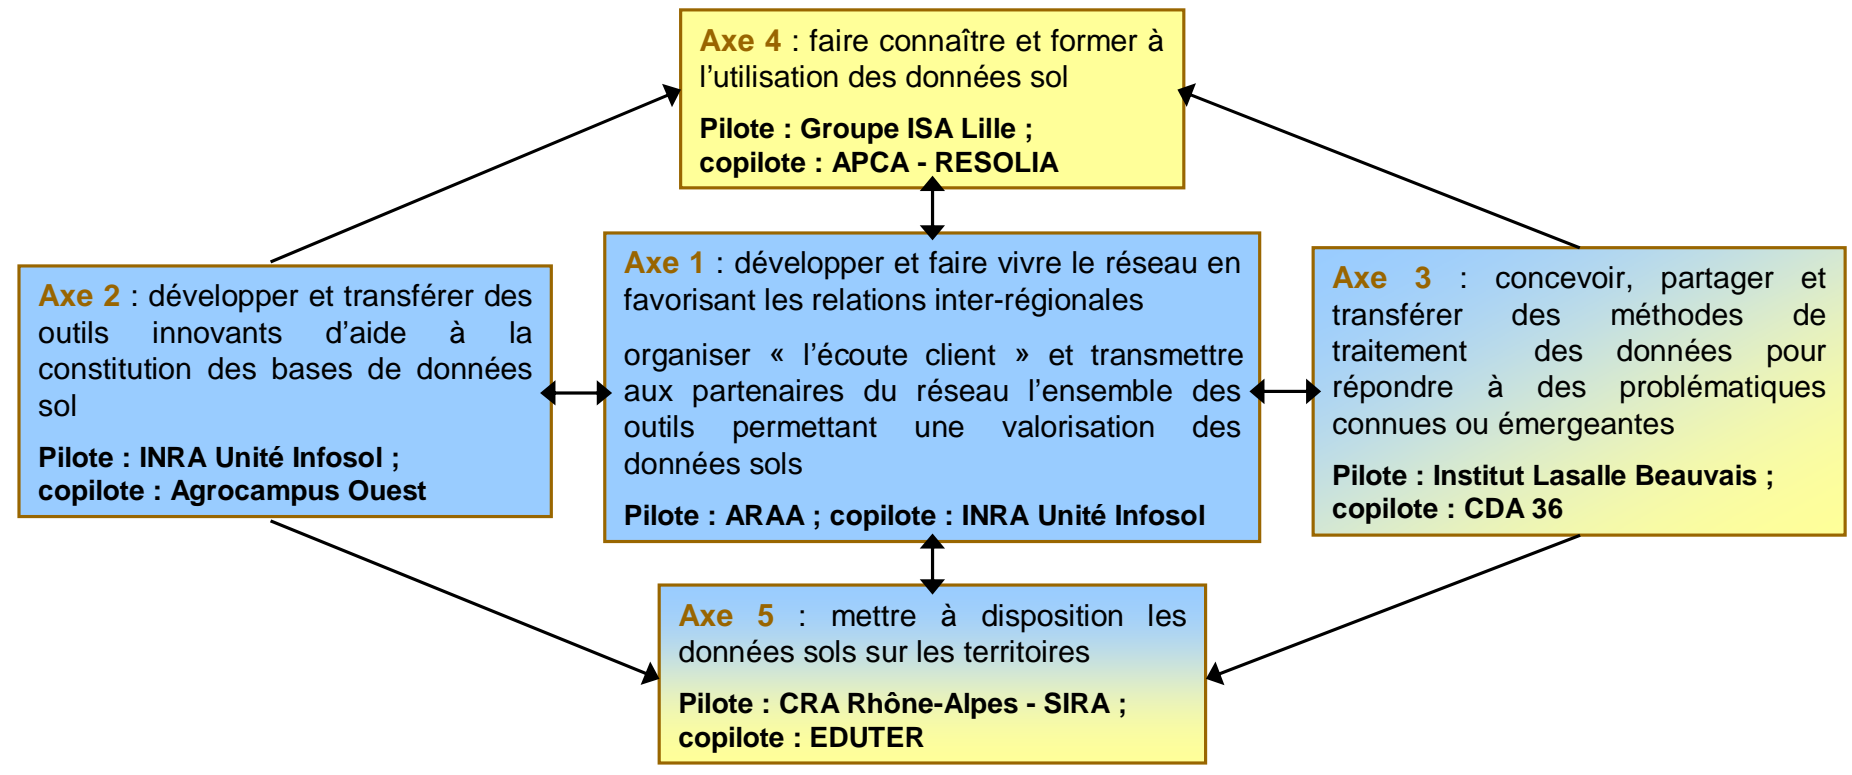 Axe 4 : faire connaître et former à
l'utilisation des données sol
Pilote : Groupe ISA Lille ;
copilote : APCA - RESOLIA
Axe 2 : développer et transférer des
outils innovants d'aide à la
constitution des bases de données
sol
Pilote : INRA Unité Infosol ;
copilote : Agrocampus Ouest
Axe 1 : développer et faire vivre le réseau en
favorisant les relations inter-régionales
organiser « l'écoute client » et transmettre
aux partenaires du réseau l'ensemble des
outils permettant une valorisation des
données sols
Pilote : ARAA ; copilote : INRA Unité Infosol
Axe 3 : concevoir, partager et
transférer des méthodes de
traitement des données pour
répondre à des problématiques
connues ou émergeantes
Pilote : Institut Lasalle Beauvais ;
copilote : CDA 36
Axe 5 : mettre à disposition les
données sols sur les territoires
Pilote : CRA Rhône-Alpes - SIRA ;
copilote : EDUTER